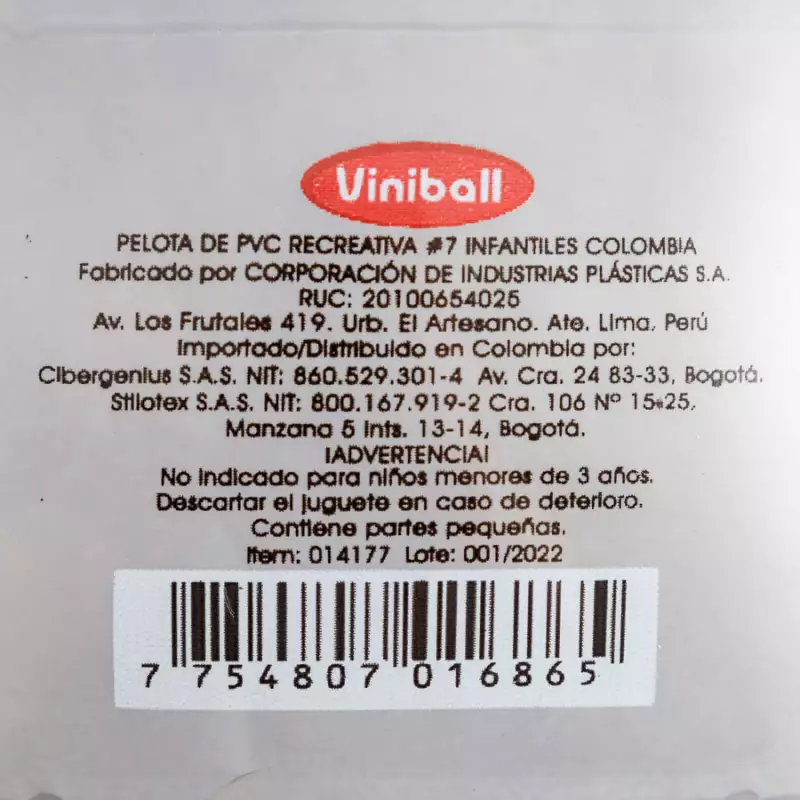 Viniball
PELOTA DE PVC RECREATIVA #7 INFANTILES COLOMBIA
Fabricado por CORPORACIÓN DE INDUSTRIAS PLÁSTICAS S.A.
RUC: 20100654025
Av. Los Frutales 419. Urb. El Artesano. Ate. Lima, Perú
Importado/Distribuido en Colombia por:
Cibergenius S.A.S. NIT: 860.529.301-4 Av. Cra. 24 83-33, Bogotá.
Stilotex S.A.S. NIT: 800.167.919-2 Cra. 106 Nº 15-25,
Manzana 5 Ints. 13-14, Bogotá.
¡ADVERTENCIA!
No indicado para niños menores de 3 años.
Descartar el juguete en caso de deterioro.
Contiene partes pequeñas.
Item: 014177 Lote: 001/2022
7 754807 016865